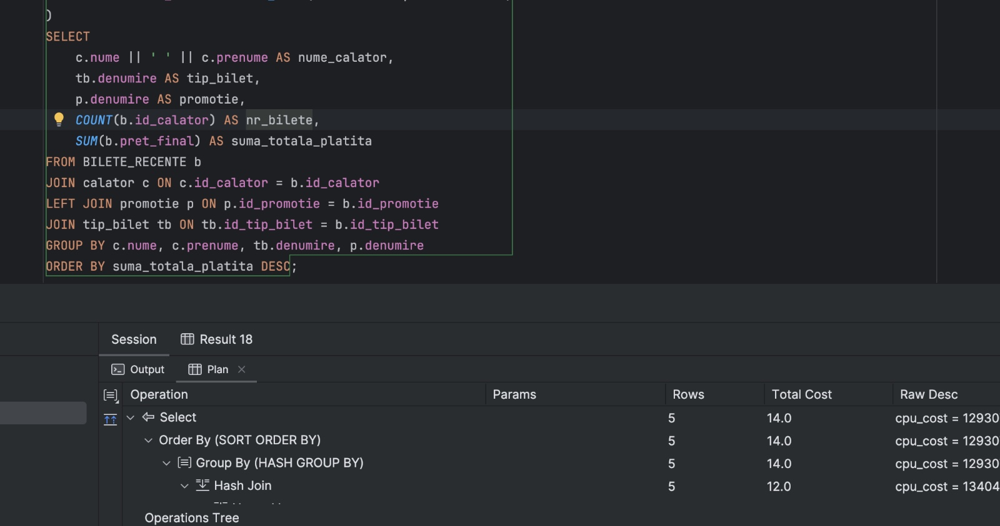 )
SELECT
c.nume || ' ' || c.prenume AS nume_calator,
tb.denumire AS tip_bilet,
p.denumire AS promotie,
COUNT(b.id_calator) AS nr_bilete,
SUM(b.pret_final) AS suma_totala_platita
FROM BILETE_RECENTE b
JOIN calator c ON c.id_calator = b.id_calator
LEFT JOIN promotie p ON p.id_promotie = b.id_promotie
JOIN tip_bilet tb ON tb.id_tip_bilet = b.id_tip_bilet
GROUP BY c.nume, c.prenume, tb.denumire, p.denumire
ORDER BY suma_totala_platita DESC;
Session Result 18
Output Plan
Operation Params Rows Total Cost Raw Desc
Select 5 14.0 cpu_cost = 12930
Order By (SORT ORDER BY) 5 14.0 cpu_cost = 12930
Group By (HASH GROUP BY) 5 14.0 cpu_cost = 12930
Hash Join 5 12.0 cpu_cost = 13404
Operations Tree